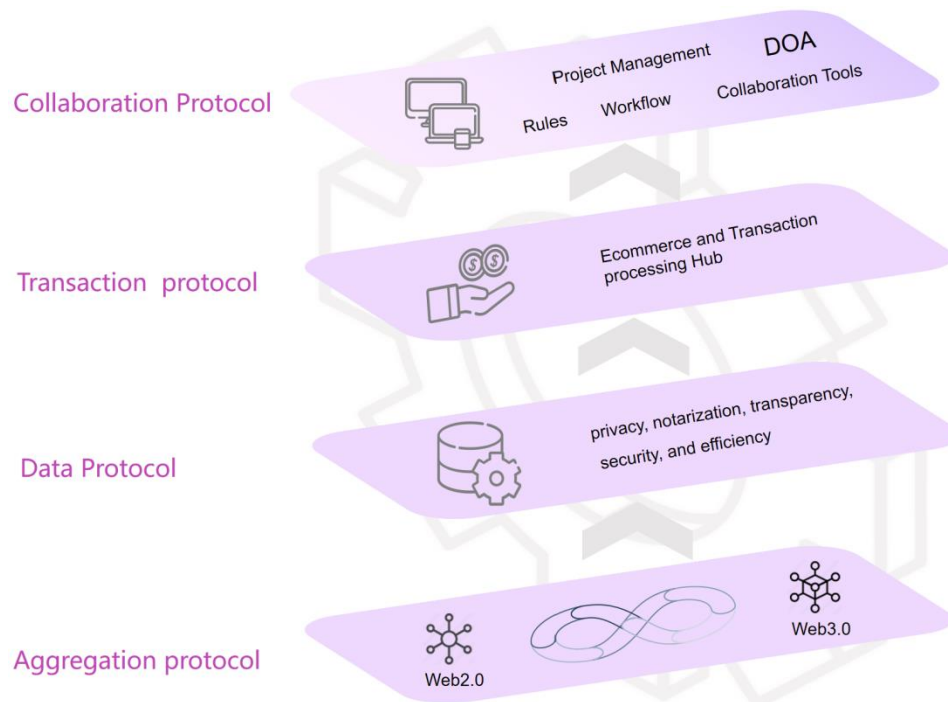 Collaboration Protocol
Project Management
DOA
Rules
Workflow
Collaboration Tools
Transaction protocol
Ecommerce and Transaction
processing Hub
Data Protocol
privacy, notarization, transparency,
security, and efficiency
Aggregation protocol
Web2.0
Web3.0